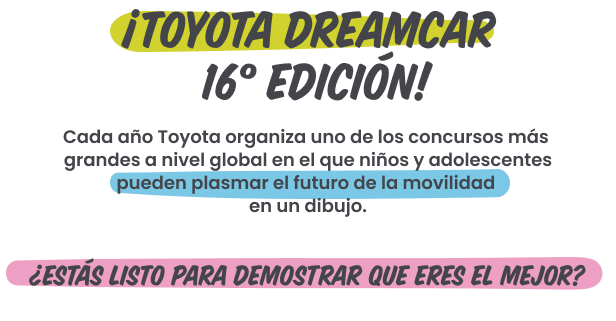 ¡TOYOTA DREAMCAR
16º EDICIÓN!
Cada año Toyota organiza uno de los concursos más
grandes a nivel global en el que niños y adolescentes
pueden plasmar el futuro de la movilidad
en un dibujo.
¿ESTÁS LISTO PARA DEMOSTRAR QUE ERES EL MEJOR?